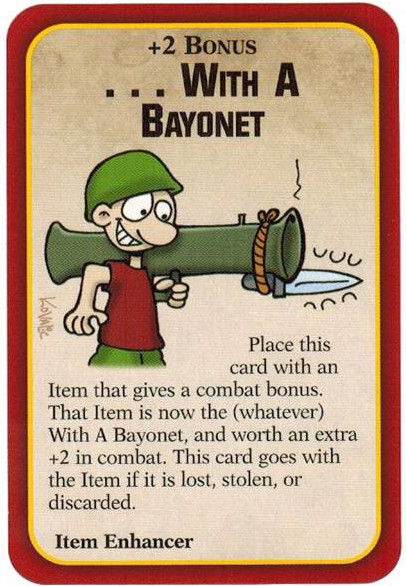 +2 BONUS
. . . WITH A
BAYONET
KOVALIC
Place this
card with an
Item that gives a combat bonus.
That Item is now the (whatever)
With A Bayonet, and worth an extra
+2 in combat. This card goes with
the Item if it is lost, stolen, or
discarded.
Item Enhancer